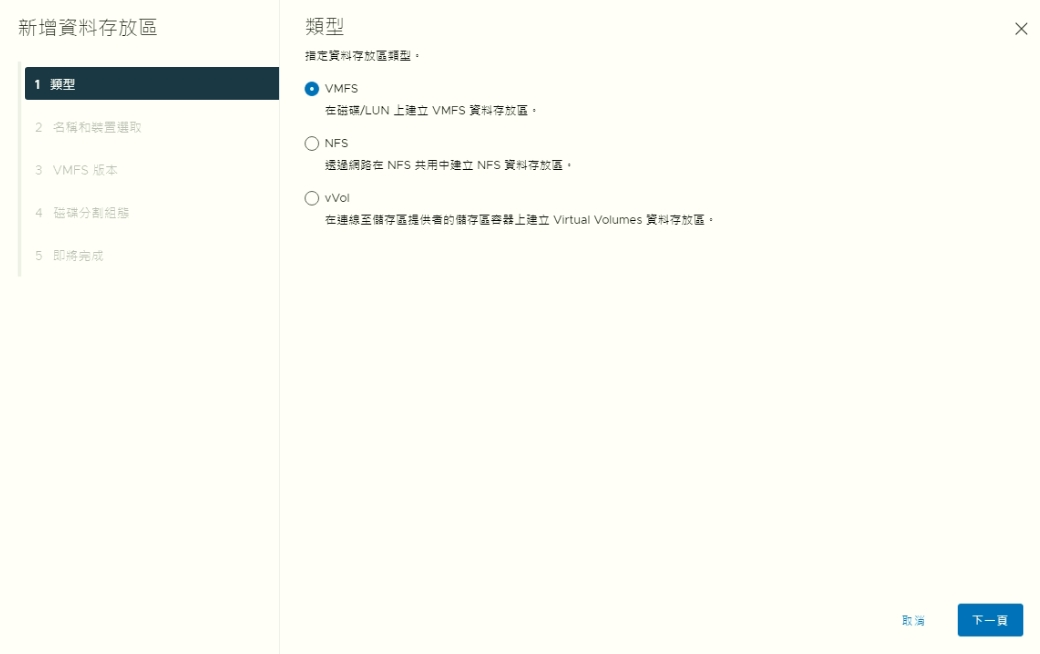 新增資料存放區
1 類型
2 名稱和裝置選取
3 VMFS 版本
4 磁碟分割組態
5 即將完成
類型
指定資料存放區類型。
VMFS
在磁碟/LUN 上建立 VMFS 資料存放區。
NFS
透過網路在 NFS 共用中建立 NFS 資料存放區。
vVol
在連線至儲存區提供者的儲存區容器上建立 Virtual Volumes 資料存放區。
取消
下一頁